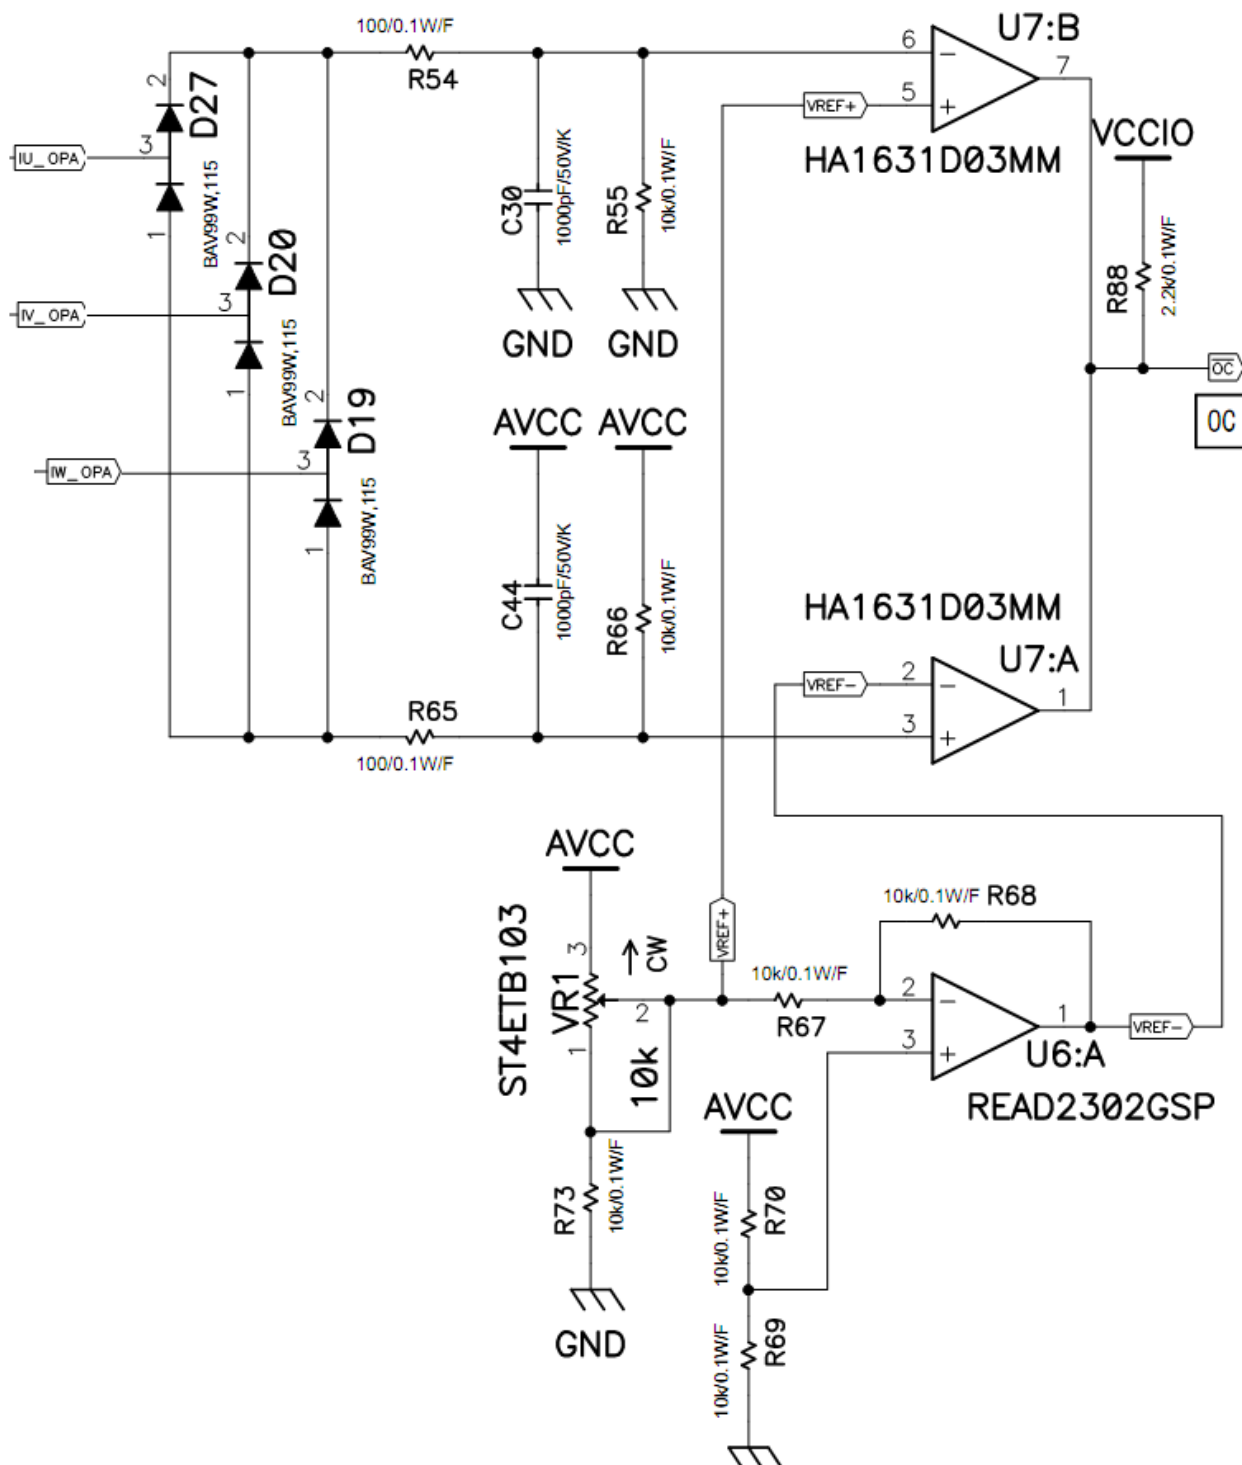 100/0.1W/F
R54
6
U7:B
7
5
VREF+
HA1631D03MM
VCCIO
2
D27
3
IU_OPA
1
BAV99W,115
C30
1000pF/50V/K
R55
10k/0.1W/F
GND
GND
R88
2.2k/0.1W/F
2
D20
3
IV_OPA
1
BAV99W,115
OC
OC
AVCC
AVCC
2
D19
3
IW_OPA
1
BAV99W,115
C44
1000pF/50V/K
R66
10k/0.1W/F
HA1631D03MM
U7:A
VREF-
2
1
3
R65
100/0.1W/F
AVCC
ST4ETB103
3
VR1
CW
2
1
10k
VREF+
10k/0.1W/F
R67
10k/0.1W/F R68
2
3
1
VREF-
U6:A
READ2302GSP
R73
10k/0.1W/F
GND
AVCC
R70
10k/0.1W/F
R69
10k/0.1W/F